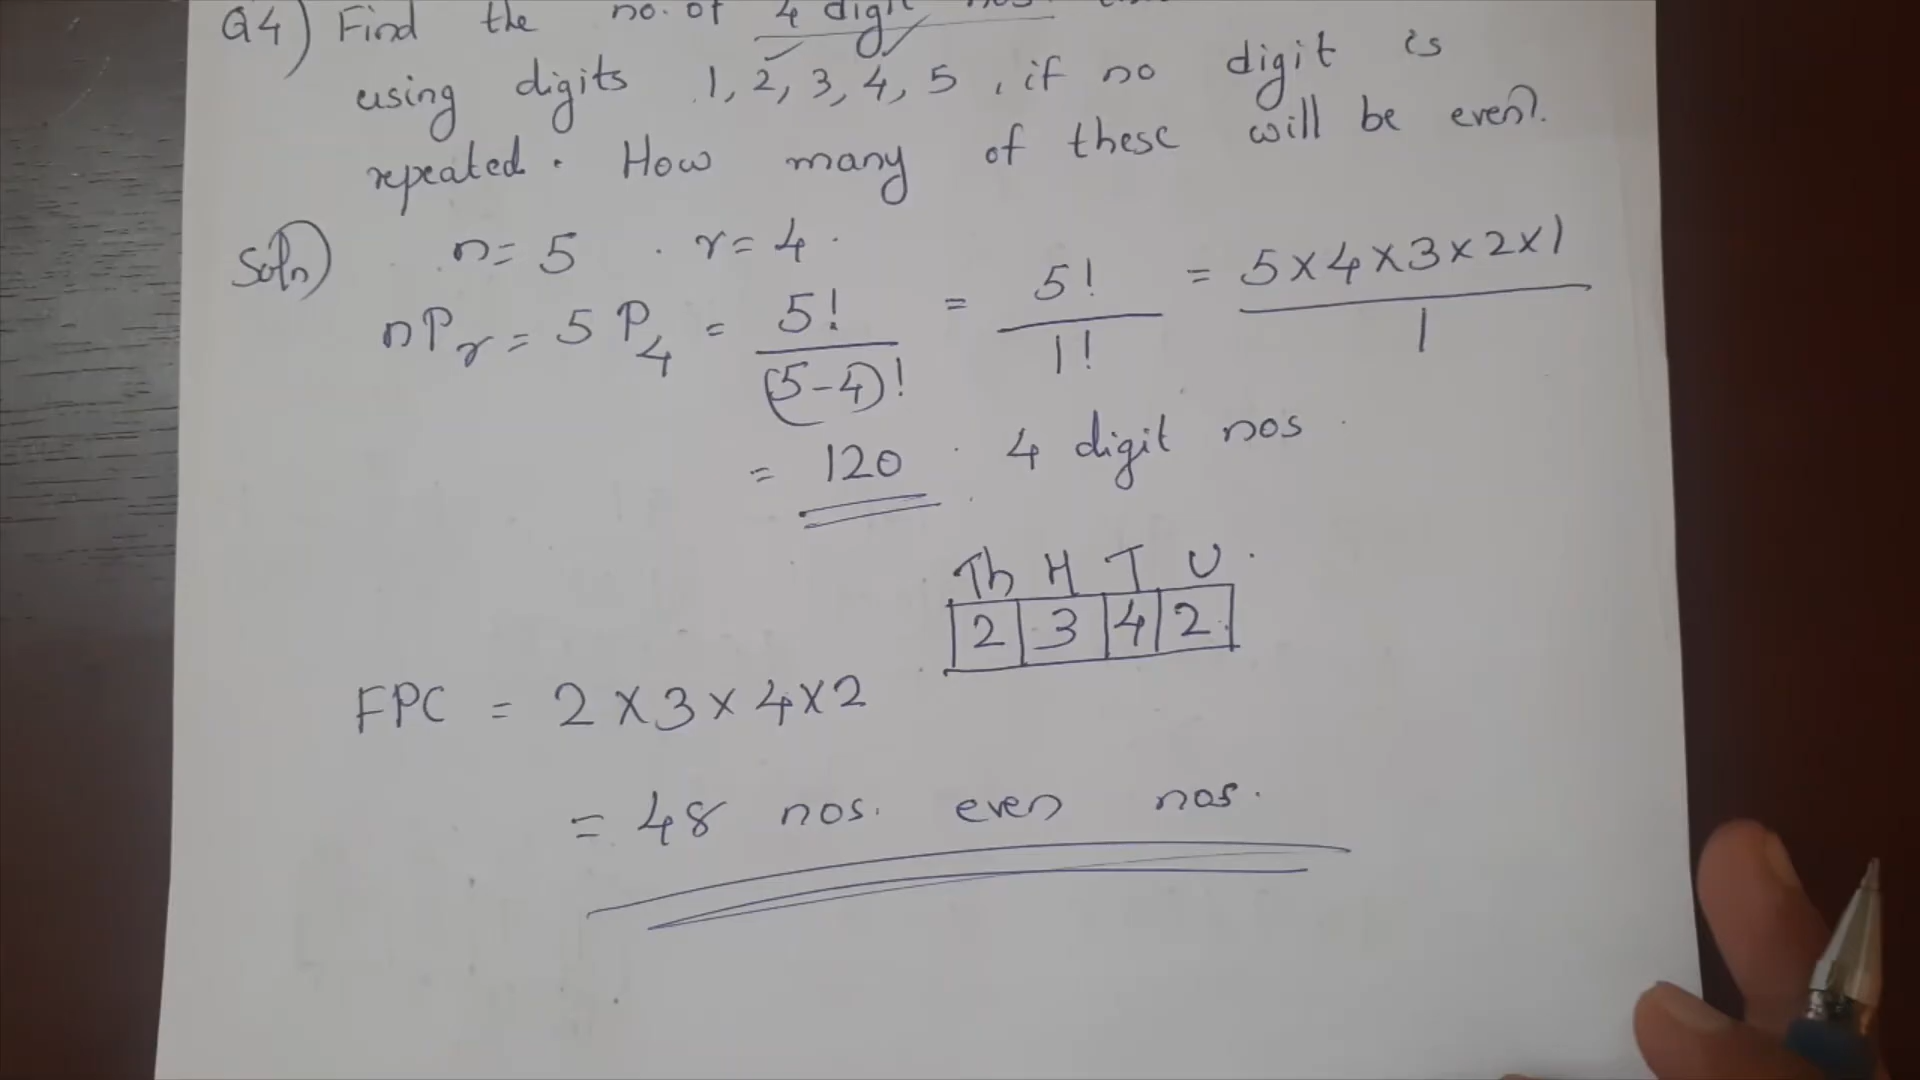 Q4) Find the no. of 4 digit nos.
using digits 1, 2, 3, 4, 5, if no digit is
repeated. How many of these will be even?
Soln) n = 5 . r = 4 .
nPr = 5P4 = 5!/(5-4)! = 5!/1! = 5×4×3×2×1/1
= 120 . 4 digit nos
Th H T U .
2 3 4 2
FPC = 2×3×4×2
= 48 nos. even nos.